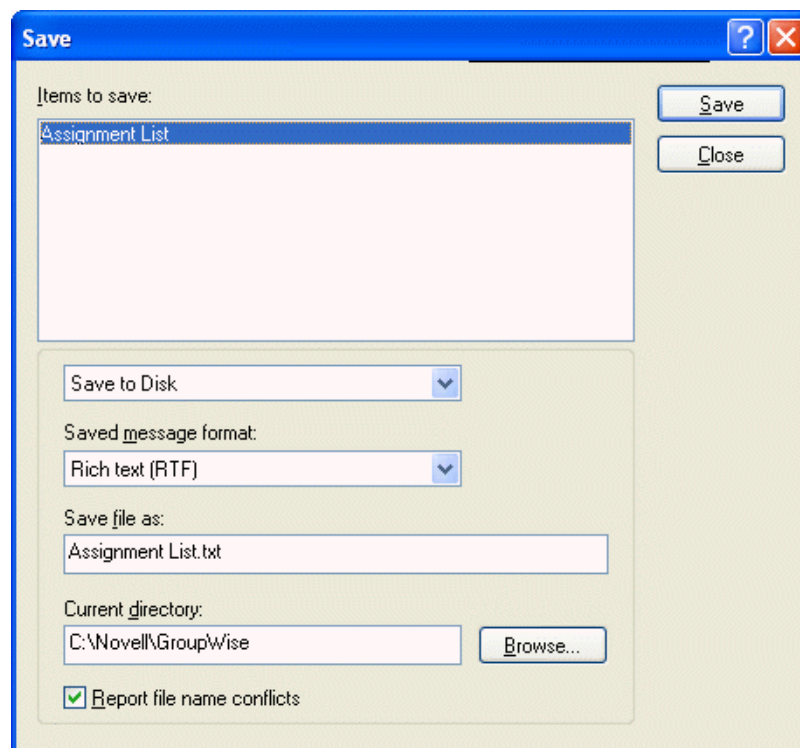 Save
Items to save:
Assignment List
Save
Close
Save to Disk
Saved message format:
Rich text (RTF)
Save file as:
Assignment List.txt
Current directory:
C:\Novell\GroupWise
Browse...
Report file name conflicts